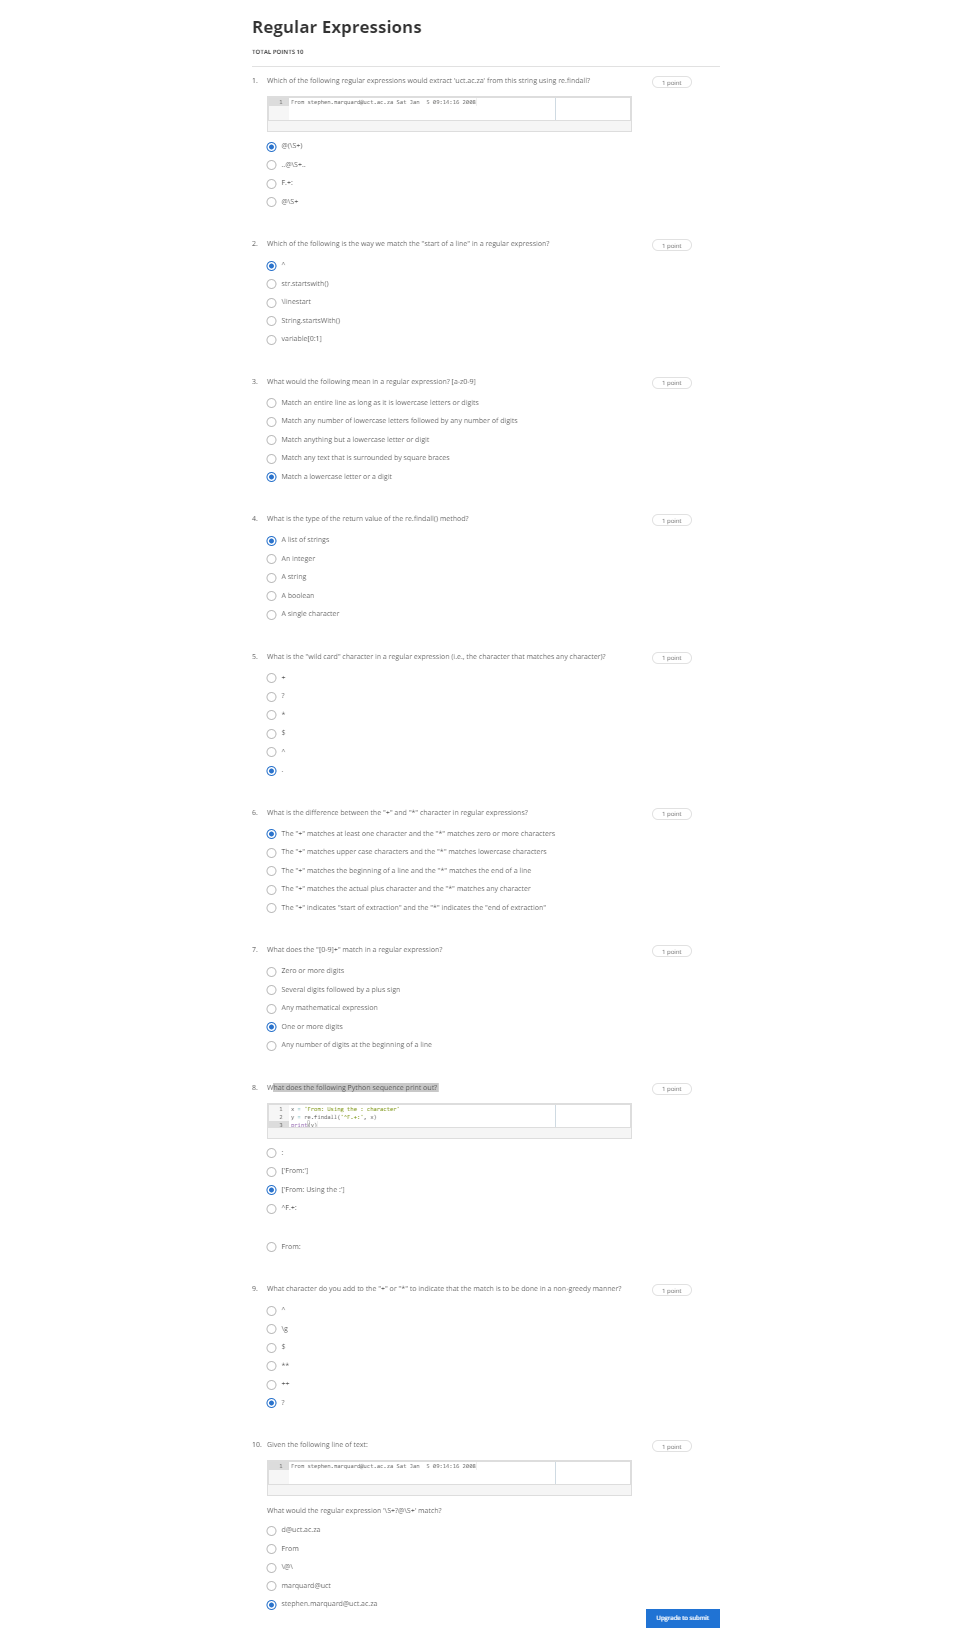 Regular Expressions
TOTAL POINTS 10
1. Which of the following regular expressions would extract 'uct.ac.za' from this string using re.findall?
1 point
1 From stephen.marquard@uct.ac.za Sat Jan  5 09:14:16 2008
@(\S+)
..@\S+..
F.+:
@\S+
2. Which of the following is the way we match the "start of a line" in a regular expression?
1 point
^
str.startswith()
\linestart
String.startsWith()
variable[0:1]
3. What would the following mean in a regular expression? [a-z0-9]
1 point
Match an entire line as long as it is lowercase letters or digits
Match any number of lowercase letters followed by any number of digits
Match anything but a lowercase letter or digit
Match any text that is surrounded by square braces
Match a lowercase letter or a digit
4. What is the type of the return value of the re.findall() method?
1 point
A list of strings
An integer
A string
A boolean
A single character
5. What is the "wild card" character in a regular expression (i.e., the character that matches any character)?
1 point
+
?
*
$
^
.
6. What is the difference between the "+" and "*" character in regular expressions?
1 point
The "+" matches at least one character and the "*" matches zero or more characters
The "+" matches upper case characters and the "*" matches lowercase characters
The "+" matches the beginning of a line and the "*" matches the end of a line
The "+" matches the actual plus character and the "*" matches any character
The "+" indicates "start of extraction" and the "*" indicates the "end of extraction"
7. What does the "[0-9]+" match in a regular expression?
1 point
Zero or more digits
Several digits followed by a plus sign
Any mathematical expression
One or more digits
Any number of digits at the beginning of a line
8. What does the following Python sequence print out?
1 point
1 x = 'From: Using the : character'
2 y = re.findall('^F.+:', x)
3 print(y)
:
['From:']
['From: Using the :']
^F.+:
From:
9. What character do you add to the "+" or "*" to indicate that the match is to be done in a non-greedy manner?
1 point
^
\g
$
**
++
?
10. Given the following line of text:
1 point
1 From stephen.marquard@uct.ac.za Sat Jan  5 09:14:16 2008
What would the regular expression '\S+?@\S+' match?
d@uct.ac.za
From
\@\
marquard@uct
stephen.marquard@uct.ac.za
Upgrade to submit